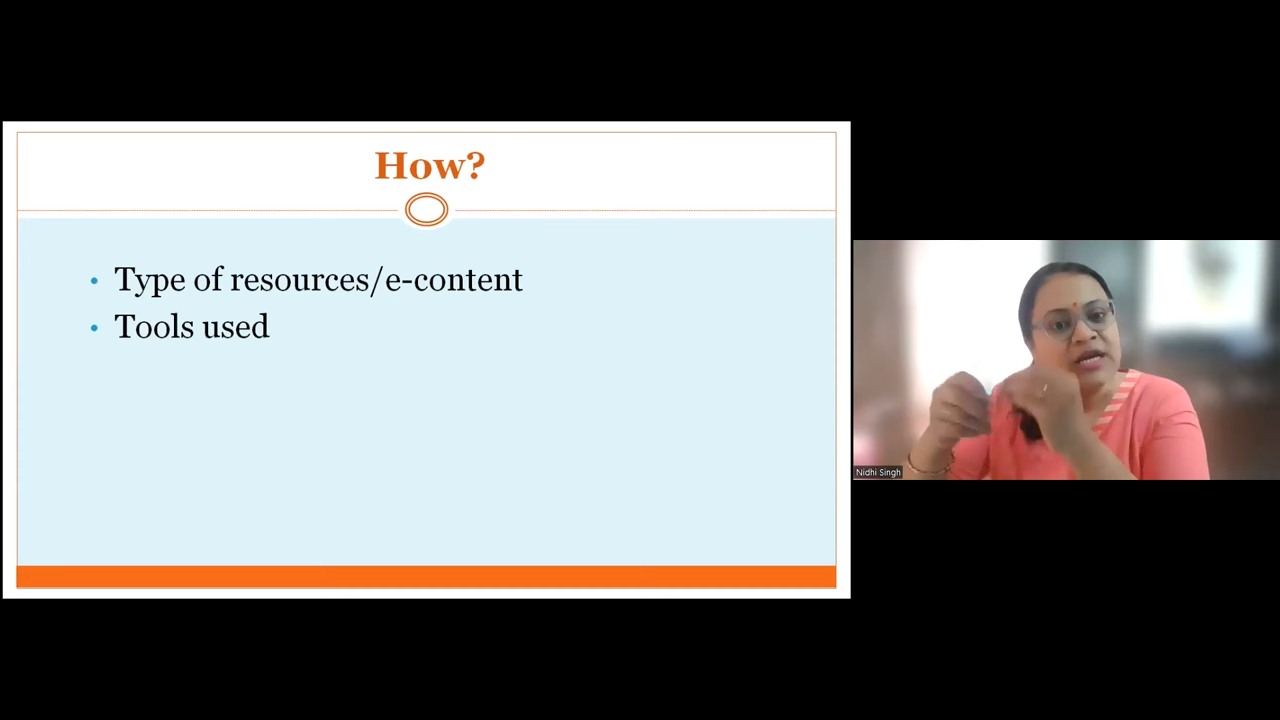 How?
• Type of resources/e-content
• Tools used
Nidhi Singh